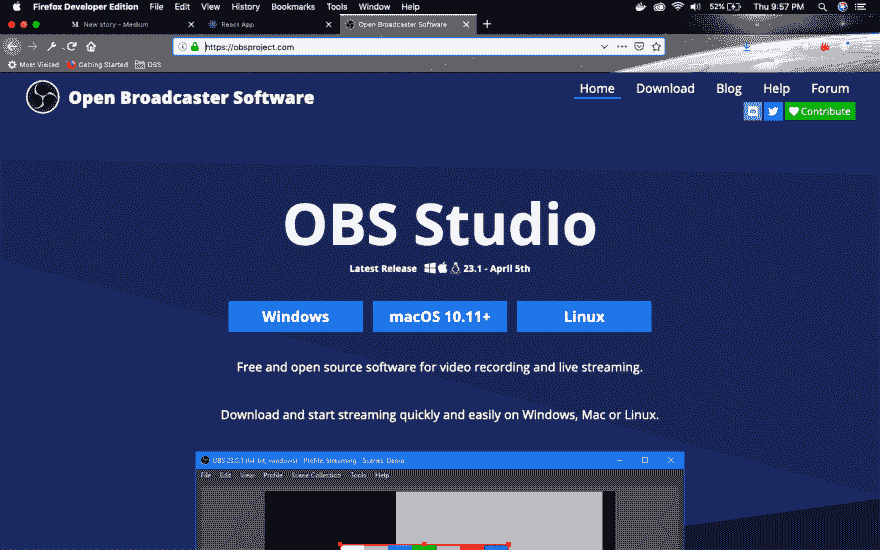 Firefox Developer Edition File Edit View History Bookmarks Tools Window Help 52% Thu 9:57 PM
New story – Medium React App Open Broadcaster Software
https://obsproject.com
Most Visited Getting Started DSS
Open Broadcaster Software
Home Download Blog Help Forum
Contribute
OBS Studio
Latest Release 23.1 - April 5th
Windows macOS 10.11+ Linux
Free and open source software for video recording and live streaming.
Download and start streaming quickly and easily on Windows, Mac or Linux.
OBS 23.0.1 (64-bit, windows) - Profile: Streaming - Scenes: Demo
File Edit View Profile Scene Collection Tools Help